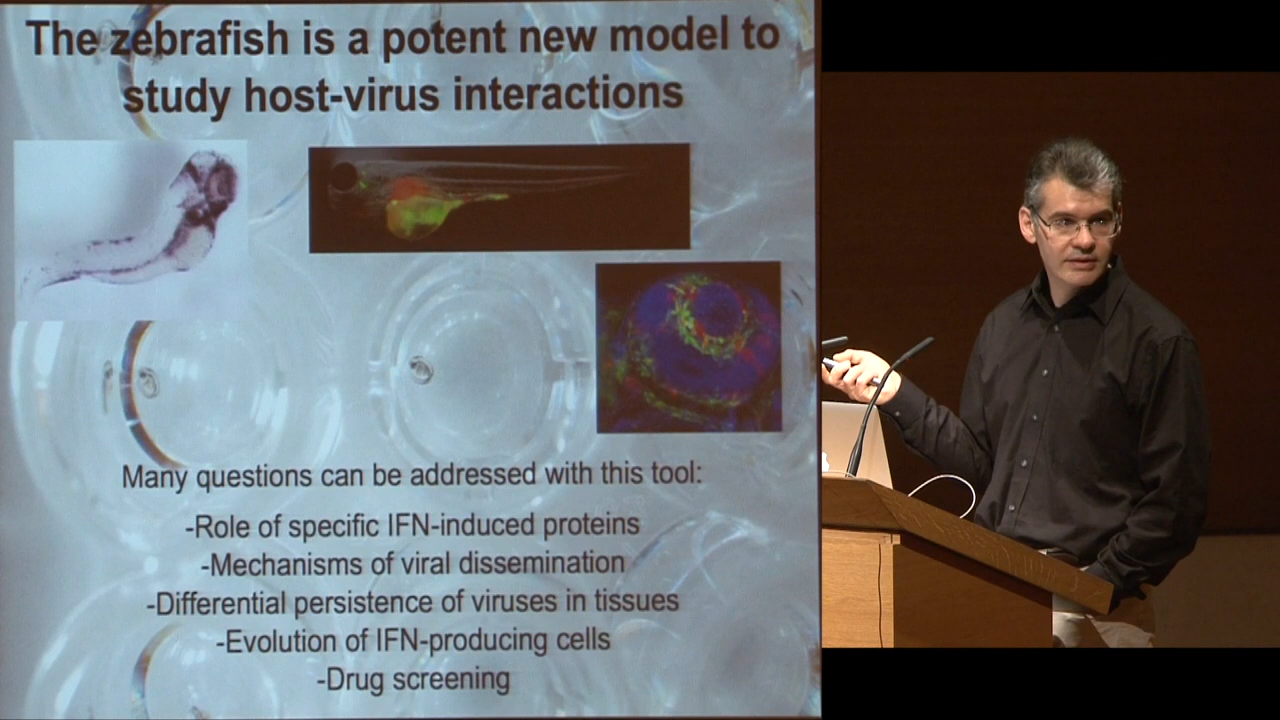 The zebrafish is a potent new model to
study host-virus interactions
Many questions can be addressed with this tool:
-Role of specific IFN-induced proteins
-Mechanisms of viral dissemination
-Differential persistence of viruses in tissues
-Evolution of IFN-producing cells
-Drug screening